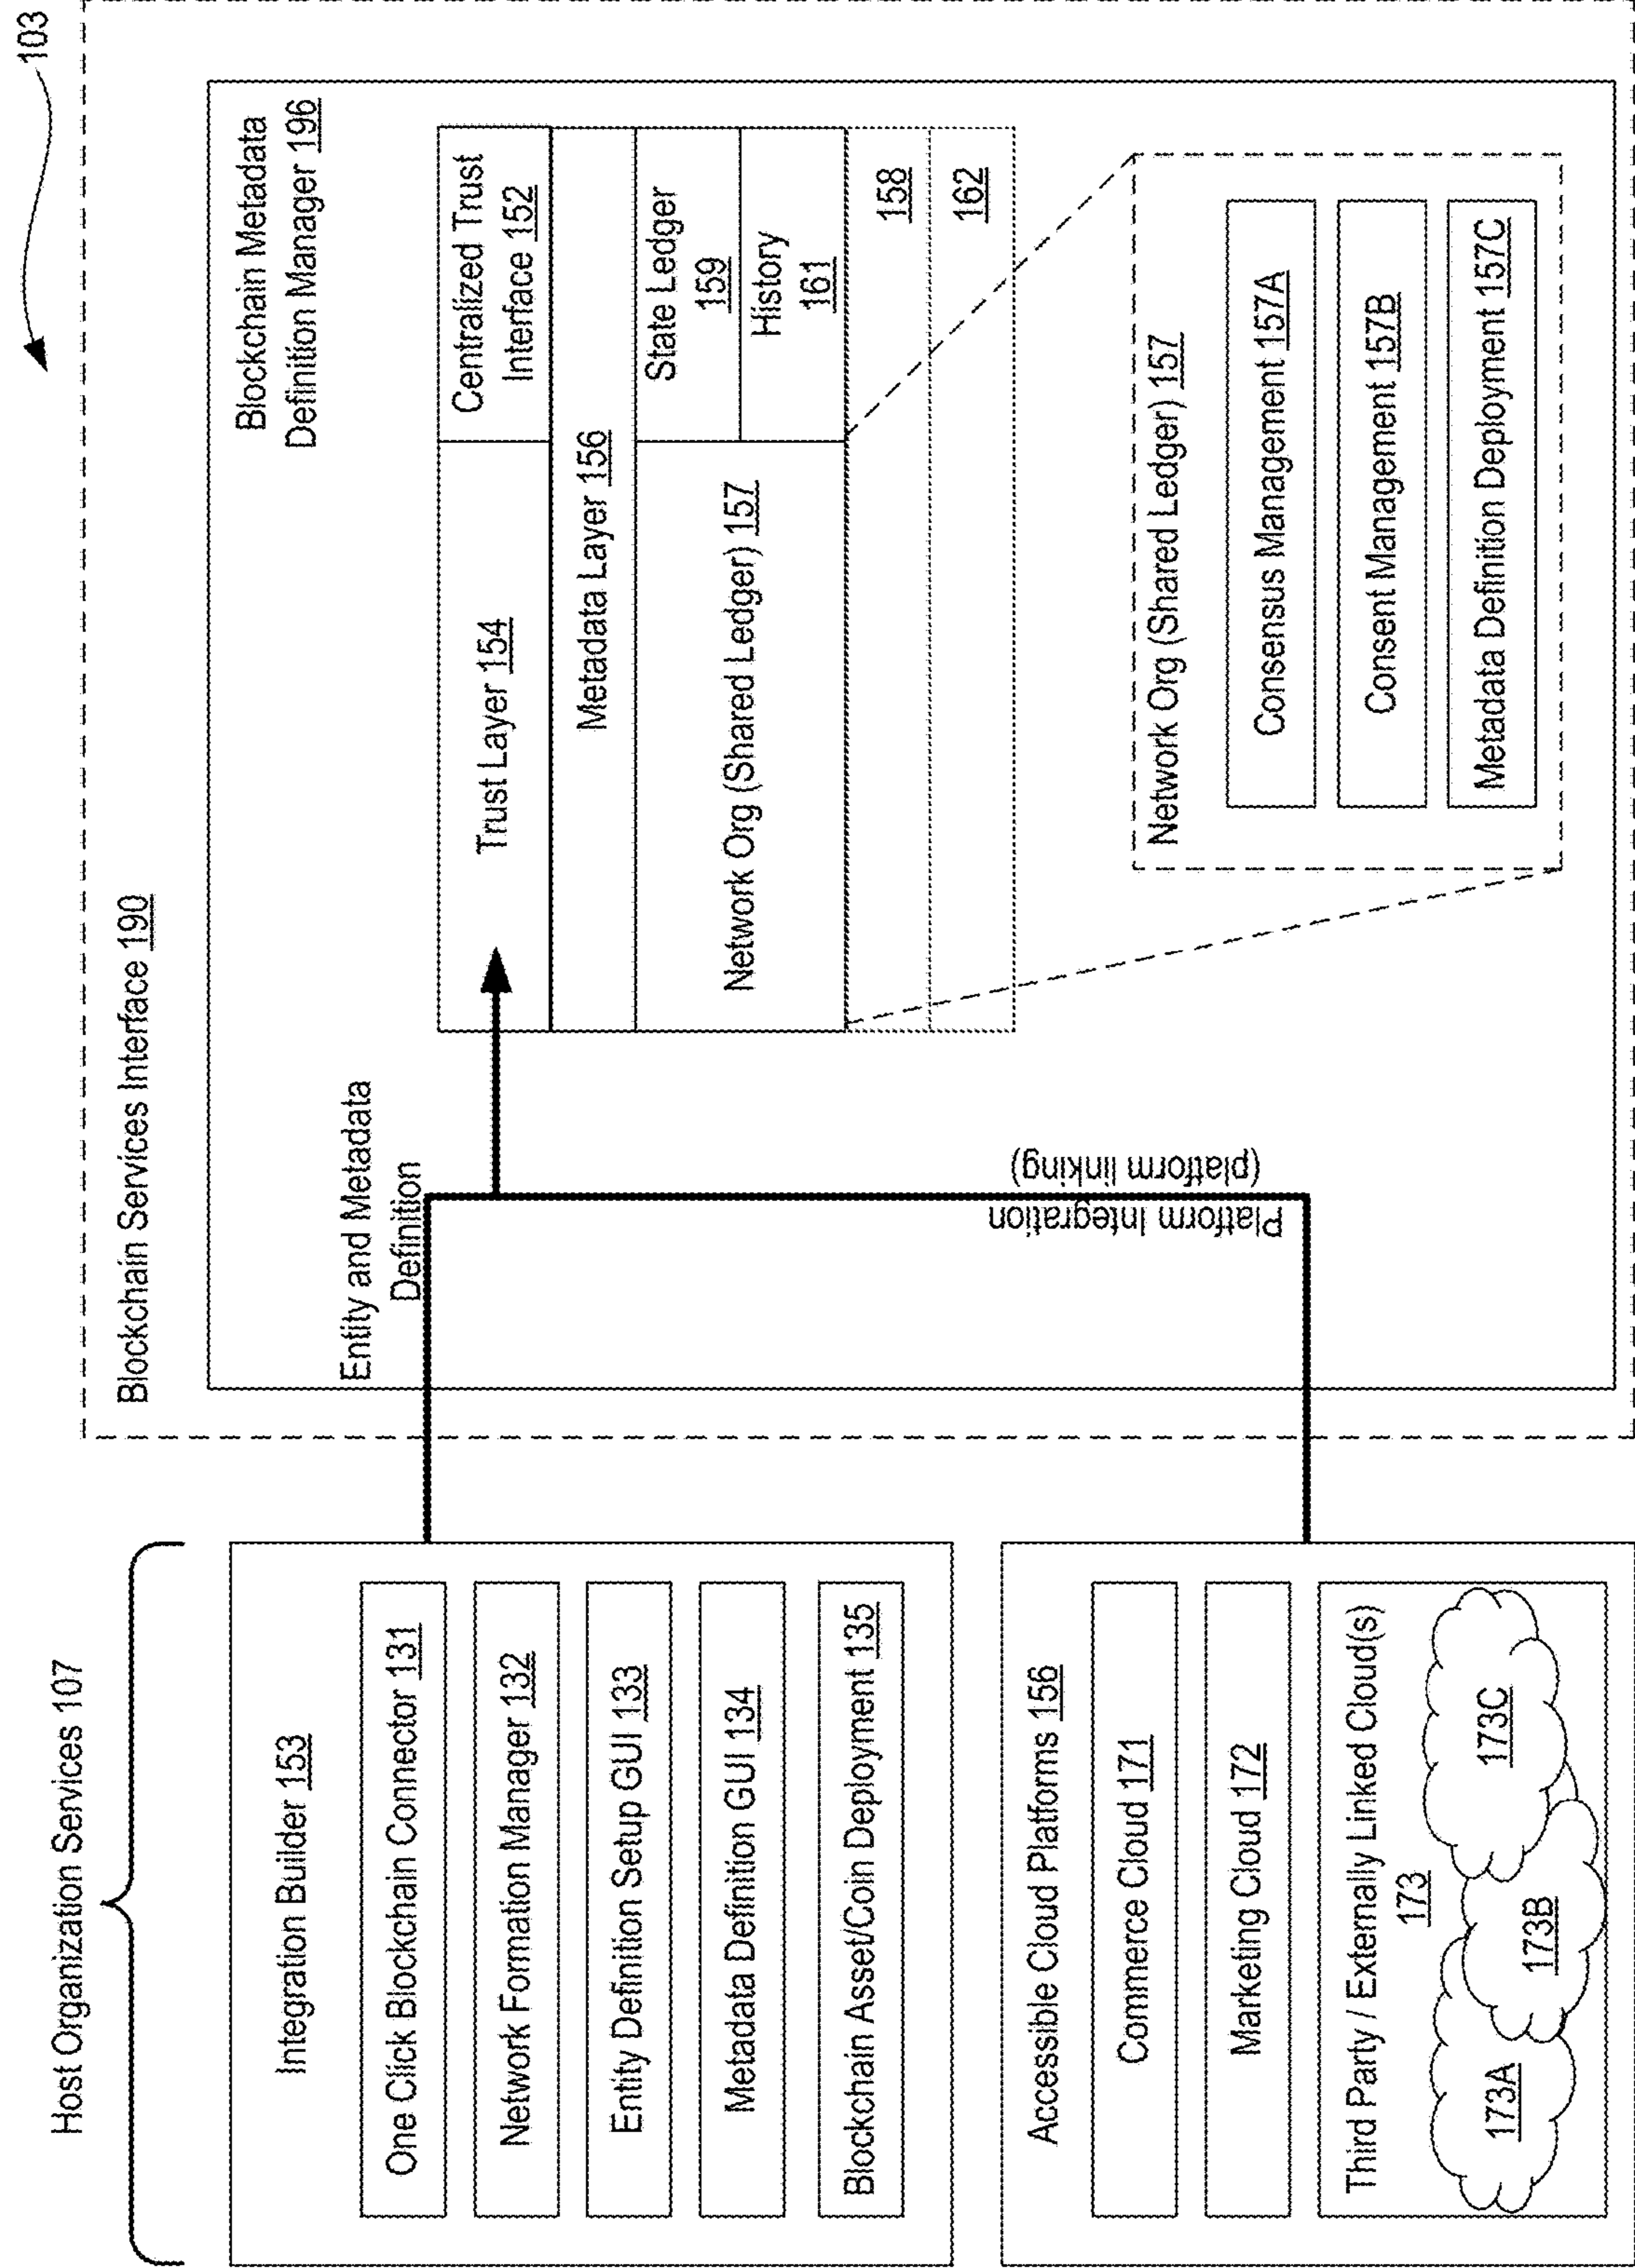 103
Host Organization Services 107
Integration Builder 153
One Click Blockchain Connector 131
Network Formation Manager 132
Entity Definition Setup GUI 133
Metadata Definition GUI 134
Blockchain Asset/Coin Deployment 135
Accessible Cloud Platforms 156
Commerce Cloud 171
Marketing Cloud 172
Third Party / Externally Linked Cloud(s)
173
173A
173B
173C
Blockchain Services Interface 190
Blockchain Metadata
Definition Manager 196
Entity and Metadata
Definition
Platform Integration
(platform linking)
Trust Layer 154
Centralized Trust
Interface 152
Metadata Layer 156
Network Org (Shared Ledger) 157
State Ledger
159
History
161
158
162
Network Org (Shared Ledger) 157
Consensus Management 157A
Consent Management 157B
Metadata Definition Deployment 157C